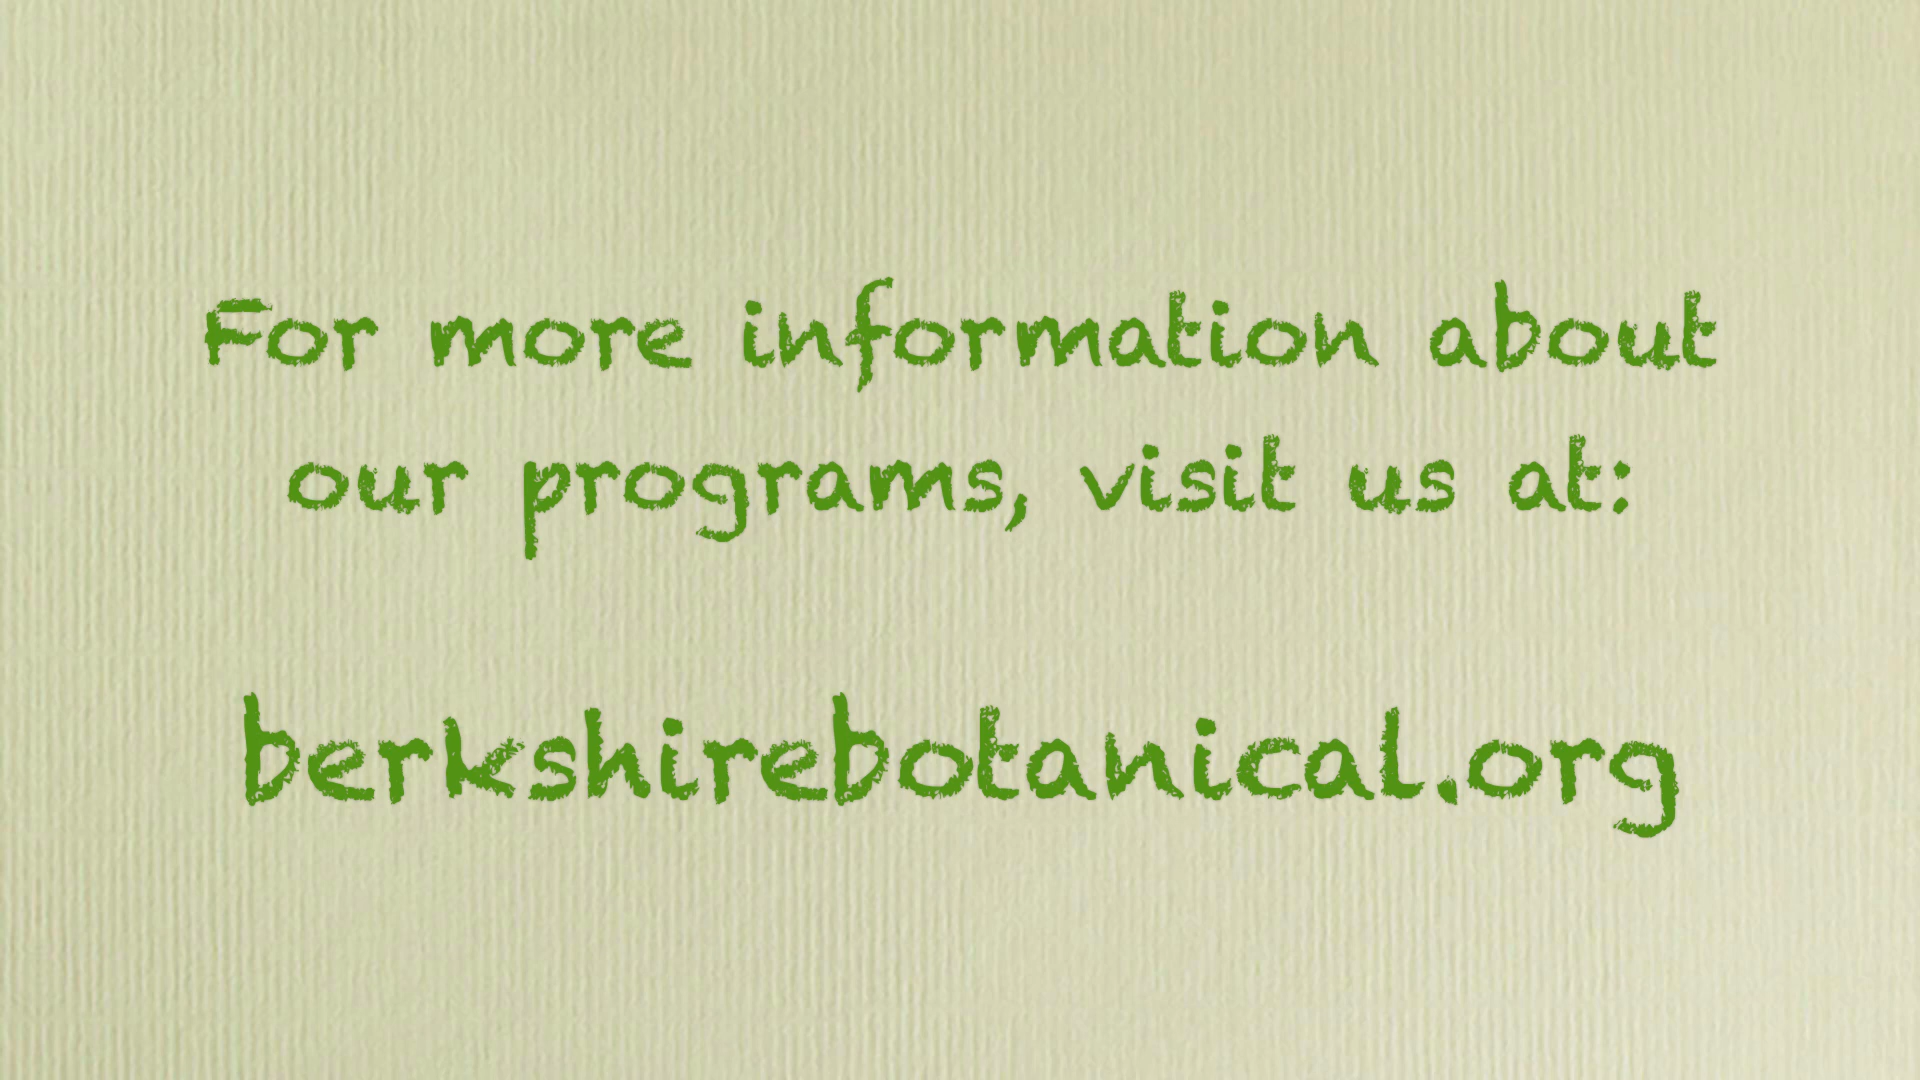 For more information about
our programs, visit us at:
berkshirebotanical.org